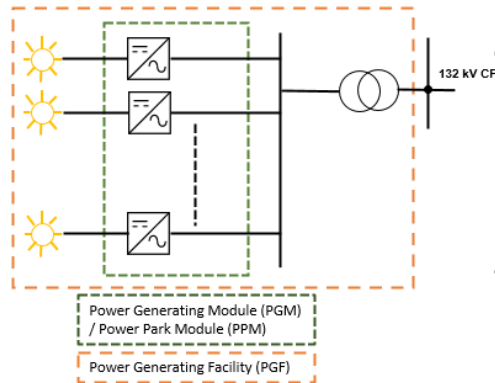 132 kV CF
Power Generating Module (PGM)
/ Power Park Module (PPM)
Power Generating Facility (PGF)